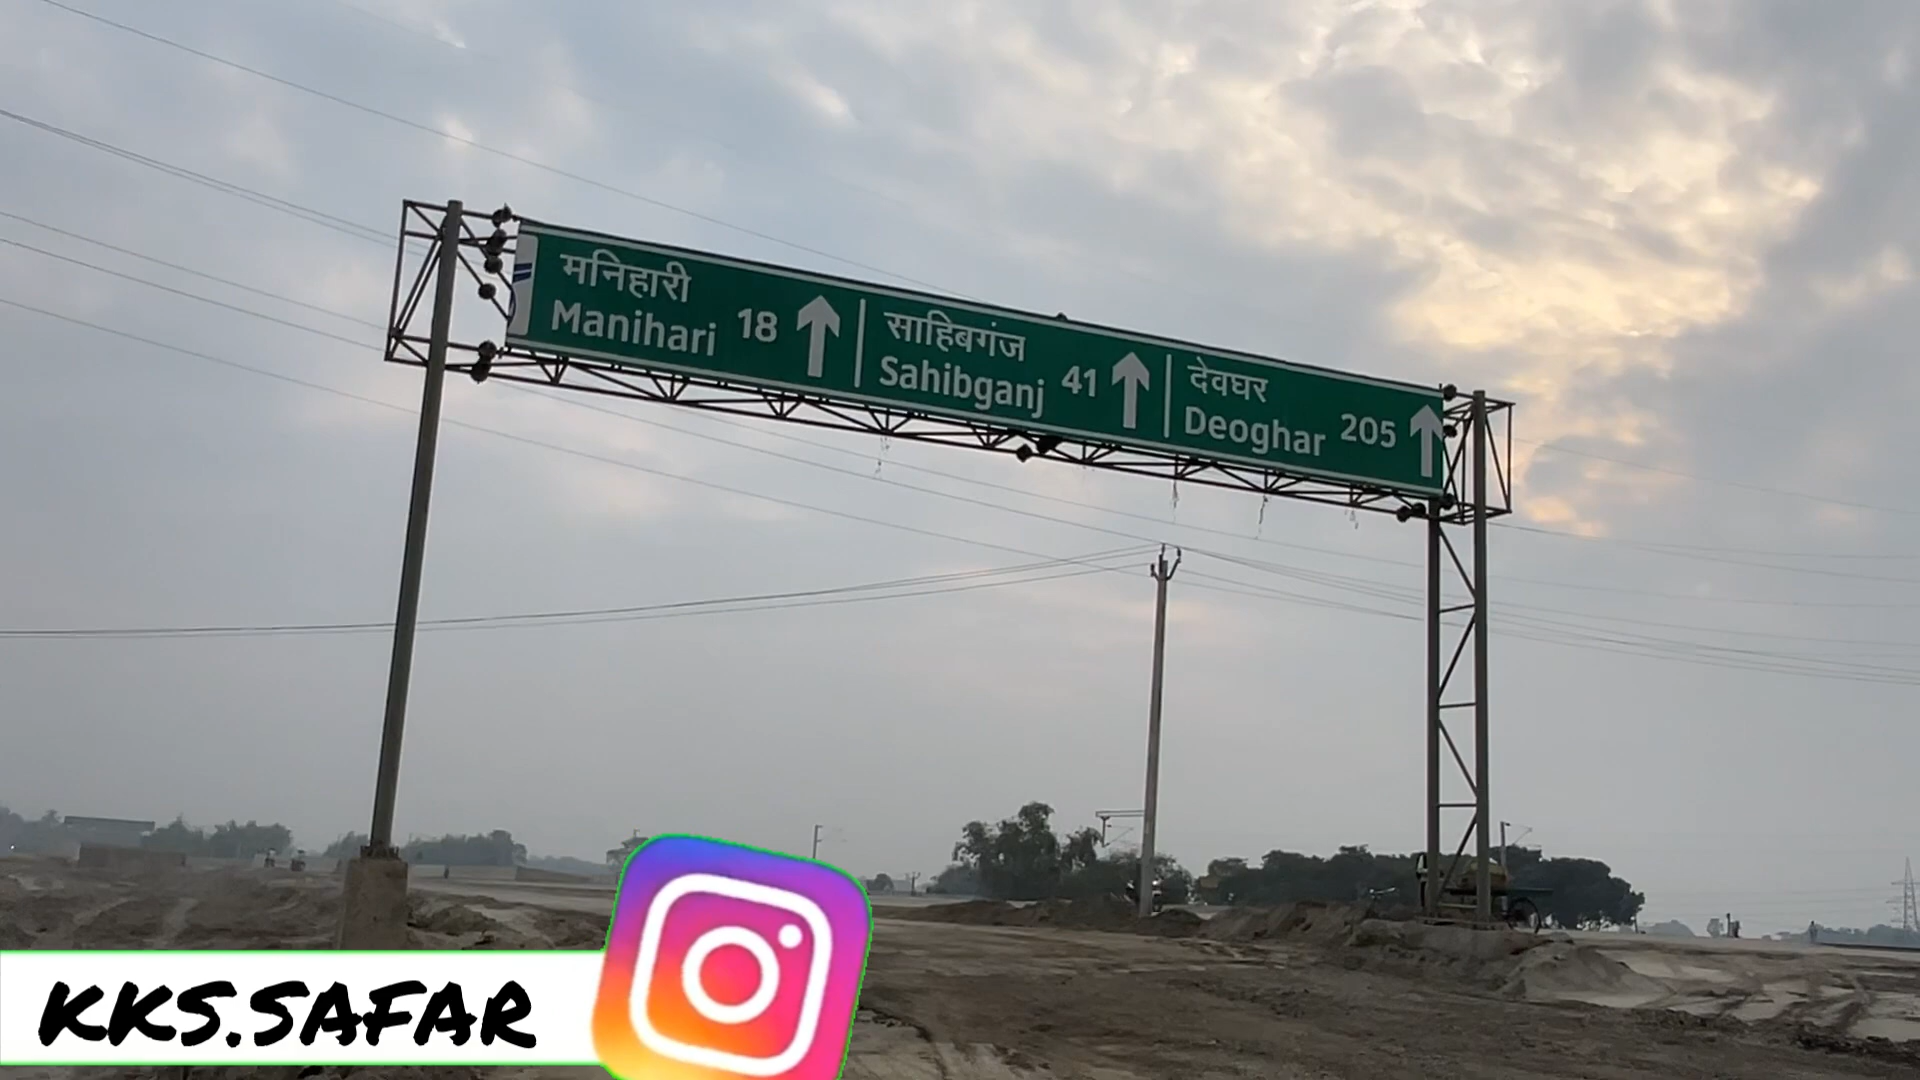 मनिहारी
Manihari 18
साहिबगंज
Sahibganj 41
देवघर
Deoghar 205
KKS.SAFAR